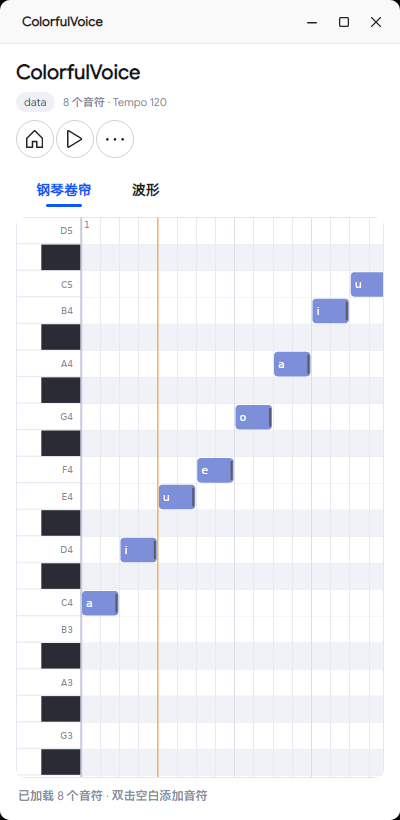 ColorfulVoice
ColorfulVoice
data 8 个音符 · Tempo 120
钢琴卷帘 波形
1
D5
C5 u
B4 i
A4 a
G4 o
F4 e
E4 u
D4 i
C4 a
B3
A3
G3
已加载 8 个音符 · 双击空白添加音符